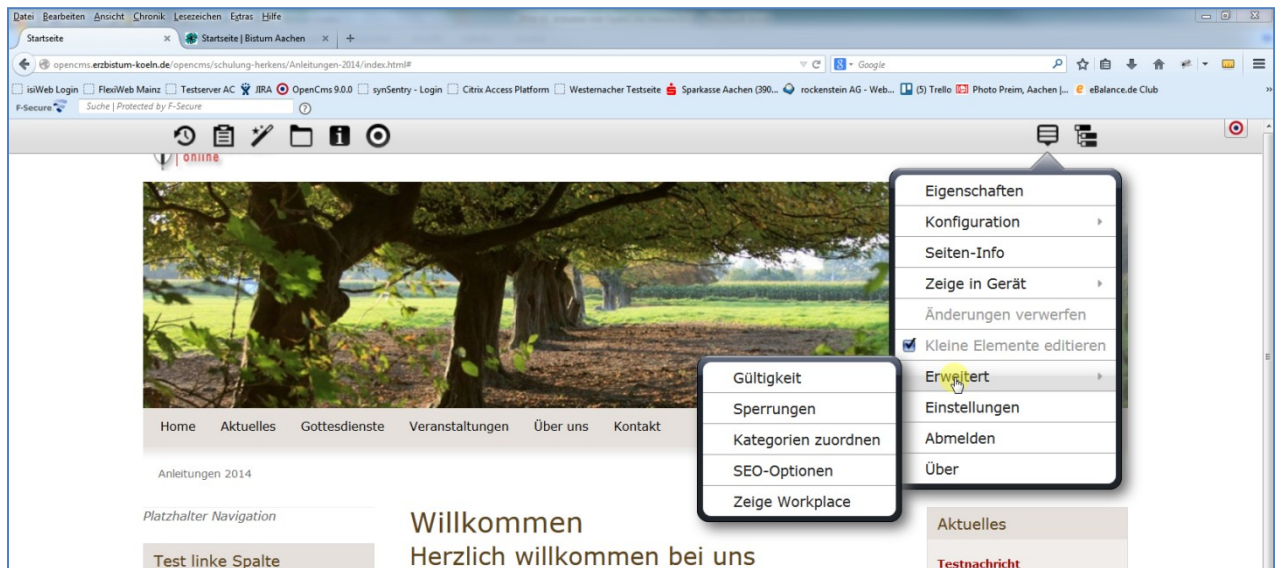 Datei Bearbeiten Ansicht Chronik Lesezeichen Extras Hilfe
Startseite × Startseite | Bistum Aachen × +
opencms.erzbistum-koeln.de/opencms/schulung-herkens/Anleitungen-2014/index.html# Google
isiWeb Login FlexiWeb Mainz Testserver AC JIRA OpenCms 9.0.0 synSentry - Login Citrix Access Platform Westernacher Testseite Sparkasse Aachen (390... rockenstein AG - Web... (5) Trello Photo Preim, Aachen |... eBalance.de Club »
F-Secure Suche | Protected by F-Secure
online
Eigenschaften
Konfiguration
Seiten-Info
Zeige in Gerät
Änderungen verwerfen
Kleine Elemente editieren
Erweitert
Einstellungen
Abmelden
Über
Gültigkeit
Sperrungen
Kategorien zuordnen
SEO-Optionen
Zeige Workplace
Home Aktuelles Gottesdienste Veranstaltungen Über uns Kontakt
Anleitungen 2014
Platzhalter Navigation
Test linke Spalte
Willkommen
Herzlich willkommen bei uns
Aktuelles
Testnachricht